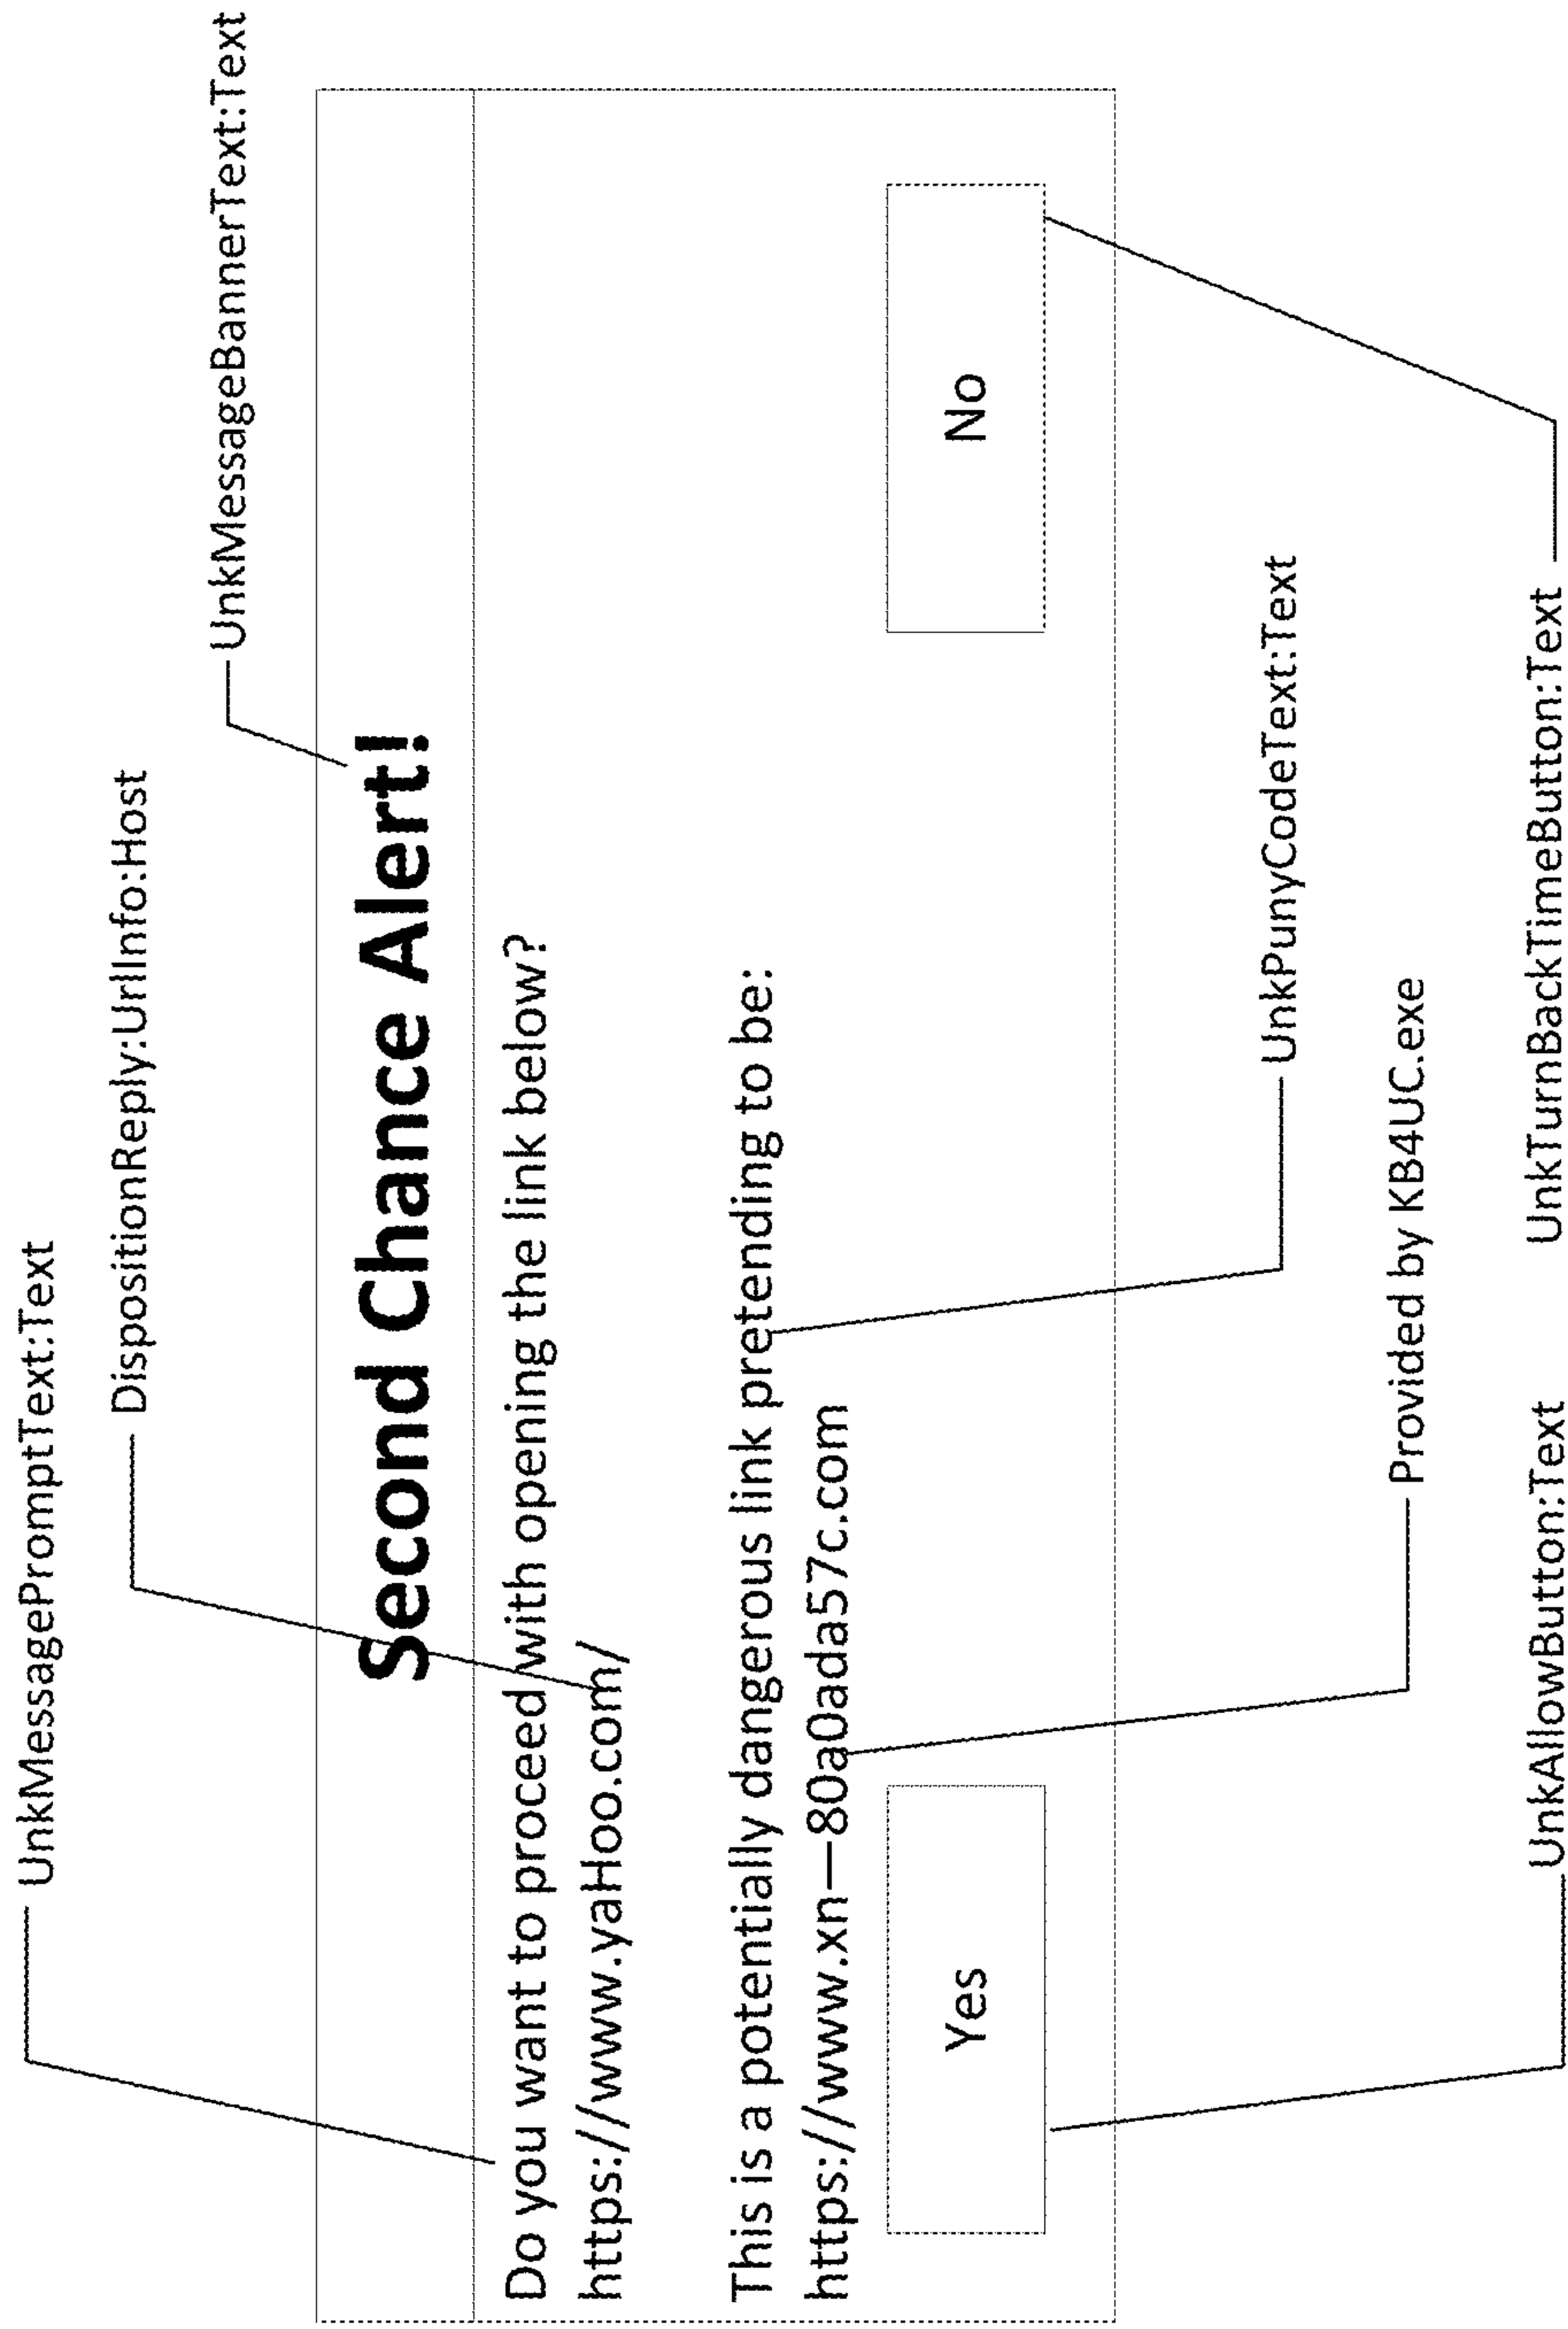 UnkMessagePromptText:Text
DispositionReply:UrlInfo:Host
UnkMessageBannerText:Text
Second Chance Alert!
Do you want to proceed with opening the link below?
https://www.yaHoo.com/
This is a potentially dangerous link pretending to be:
https://www.xn—80a0ada57c.com
Yes
No
UnkPunyCodeText:Text
Provided by KB4UC.exe
UnkAllowButton:Text
UnkTurnBackTimeButton:Text